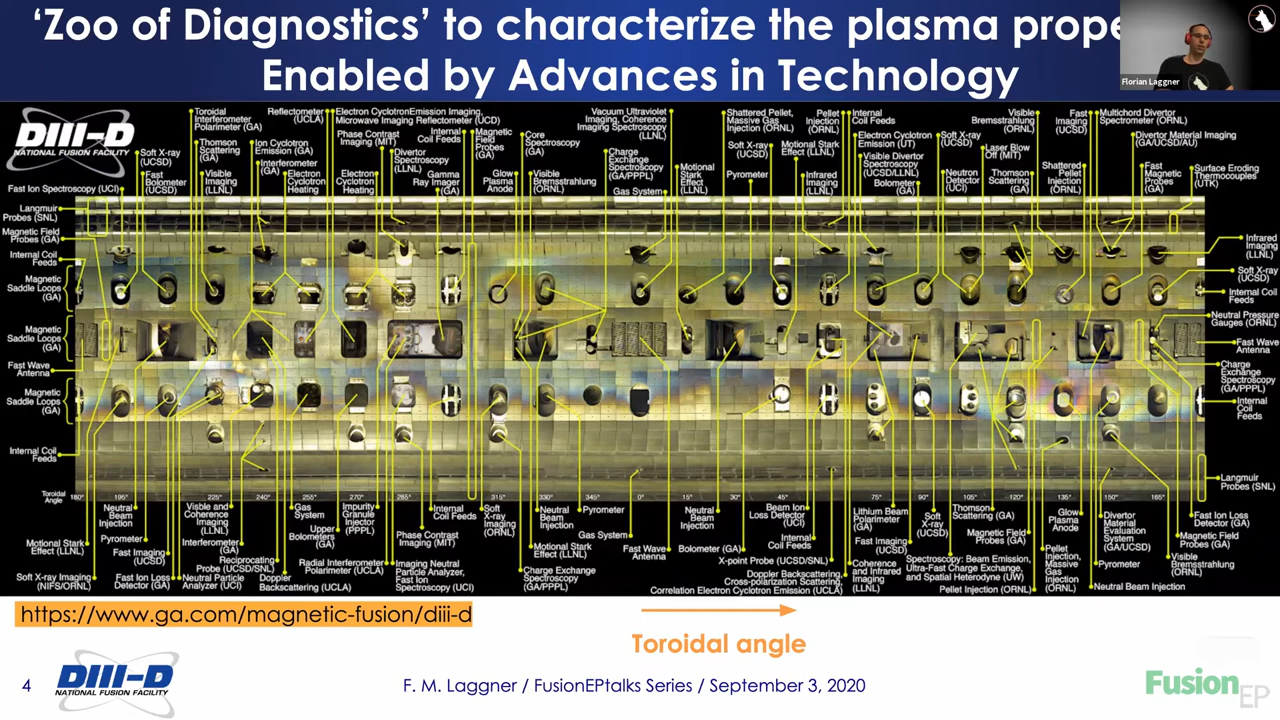 ‘Zoo of Diagnostics’ to characterize the plasma prope
Enabled by Advances in Technology
Florian Laggner
DIII-D
NATIONAL FUSION FACILITY
Toroidal
Interferometer
Polarimeter (GA)
Reflectometer
(UCLA)
Electron CyclotronEmission Imaging,
Microwave Imaging Reflectometer (UCD)
Phase Contrast
Imaging (MIT)
Internal
Coil Feeds
Magnetic
Field
Probes
(GA)
Core
Spectroscopy
(GA)
Vacuum Ultraviolet
Imaging, Coherence
Imaging Spectroscopy
(LLNL)
Shattered Pellet,
Massive Gas
Injection (ORNL)
Pellet
Injection
(ORNL)
Internal
Coil Feeds
Visible
Bremsstrahlung
(ORNL)
Fast
Imaging
(UCSD)
Multichord Divertor
Spectrometer (ORNL)
Soft X-ray
(UCSD)
Thomson
Scattering
(GA)
Ion Cyclotron
Emission (GA)
Interferometer
(GA)
Divertor
Spectroscopy
(LLNL)
Charge
Exchange
Spectroscopy
(GA/PPPL)
Soft X-ray
(UCSD)
Motional Stark
Effect (LLNL)
Electron Cyclotron
Emission (UT)
Visible Divertor
Spectroscopy
(UCSD/LLNL)
Soft X-ray
(UCSD)
Laser Blow
Off (MIT)
Divertor Material Imaging
(GA/UCSD/AU)
Fast Ion Spectroscopy (UCI)
Fast
Bolometer
(UCSD)
Visible
Imaging
(LLNL)
Electron
Cyclotron
Heating
Electron
Cyclotron
Heating
Gamma
Ray Imager
(GA)
Glow
Plasma
Anode
Visible
Bremsstrahlung
(ORNL)
Gas System
Motional
Stark
Effect
(LLNL)
Pyrometer
Infrared
Imaging
(LLNL)
Bolometer
(GA)
Neutron
Detector
(UCI)
Thomson
Scattering
(GA)
Shattered
Pellet
Injection
(ORNL)
Fast
Magnetic
Probes
(GA)
Surface Eroding
Thermocouples
(UTK)
Langmuir
Probes (SNL)
Magnetic Field
Probes (GA)
Internal Coil
Feeds
Magnetic
Saddle Loops
(GA)
Magnetic
Saddle Loops
(GA)
Fast Wave
Antenna
Magnetic
Saddle Loops
(GA)
Internal Coil
Feeds
Infrared
Imaging
(LLNL)
Soft X-ray
(UCSD)
Internal Coil
Feeds
Neutral Pressure
Gauges (ORNL)
Fast Wave
Antenna
Charge
Exchange
Spectroscopy
(GA/PPPL)
Internal
Coil
Feeds
Langmuir
Probes (SNL)
Toroidal
Angle
180° 195° 225° 240° 255° 270° 285° 315° 330° 345° 0° 15° 30° 45° 75° 90° 105° 120° 135° 150° 165°
Neutral
Beam
Injection
Visible and
Coherence
Imaging
(LLNL)
Gas
System
Impurity
Granule
Injector
(PPPL)
Internal
Coil Feeds
Soft
X-ray
Imaging
(ORNL)
Neutral
Beam
Injection
Pyrometer
Neutral
Beam
Injection
Beam Ion
Loss Detector
(UCI)
Lithium Beam
Polarimeter
(GA)
Soft
X-ray
(UCSD)
Thomson
Scattering (GA)
Glow
Plasma
Anode
Divertor
Material
Evaluation
System
(GA/UCSD)
Fast Ion Loss
Detector (GA)
Motional Stark
Effect (LLNL)
Pyrometer
Fast Imaging
(UCSD)
Interferometer
(GA)
Upper
Bolometers
(GA)
Phase Contrast
Imaging (MIT)
Gas System
Internal
Coil Feeds
Fast Imaging
(UCSD)
Magnetic Field
Probes (GA)
Magnetic Field
Probes (GA)
Soft X-ray Imaging
(NIFS/ORNL)
Fast Ion Loss
Detector (GA)
Neutral Particle
Analyzer (UCI)
Reciprocating
Probe (UCSD/SNL)
Doppler
Backscattering (UCLA)
Radial Interferometer
Polarimeter (UCLA)
Imaging Neutral
Particle Analyzer,
Fast Ion
Spectroscopy (UCI)
Motional Stark
Effect (LLNL)
Charge Exchange
Spectroscopy
(GA/PPPL)
Fast Wave
Antenna
Bolometer (GA)
X-point Probe (UCSD/SNL)
Doppler Backscattering,
Cross-polarization Scattering,
Correlation Electron Cyclotron Emission (UCLA)
Coherence
and Infrared
Imaging
(LLNL)
Spectroscopy: Beam Emission,
Ultra-Fast Charge Exchange,
and Spatial Heterodyne (UW)
Pellet Injection (ORNL)
Pellet
Injection,
Massive
Gas
Injection
(ORNL)
Pyrometer
Neutral Beam Injection
Visible
Bremsstrahlung
(ORNL)
https://www.ga.com/magnetic-fusion/diii-d
Toroidal angle
4
DIII-D
NATIONAL FUSION FACILITY
F. M. Laggner / FusionEPtalks Series / September 3, 2020
Fusion
EP